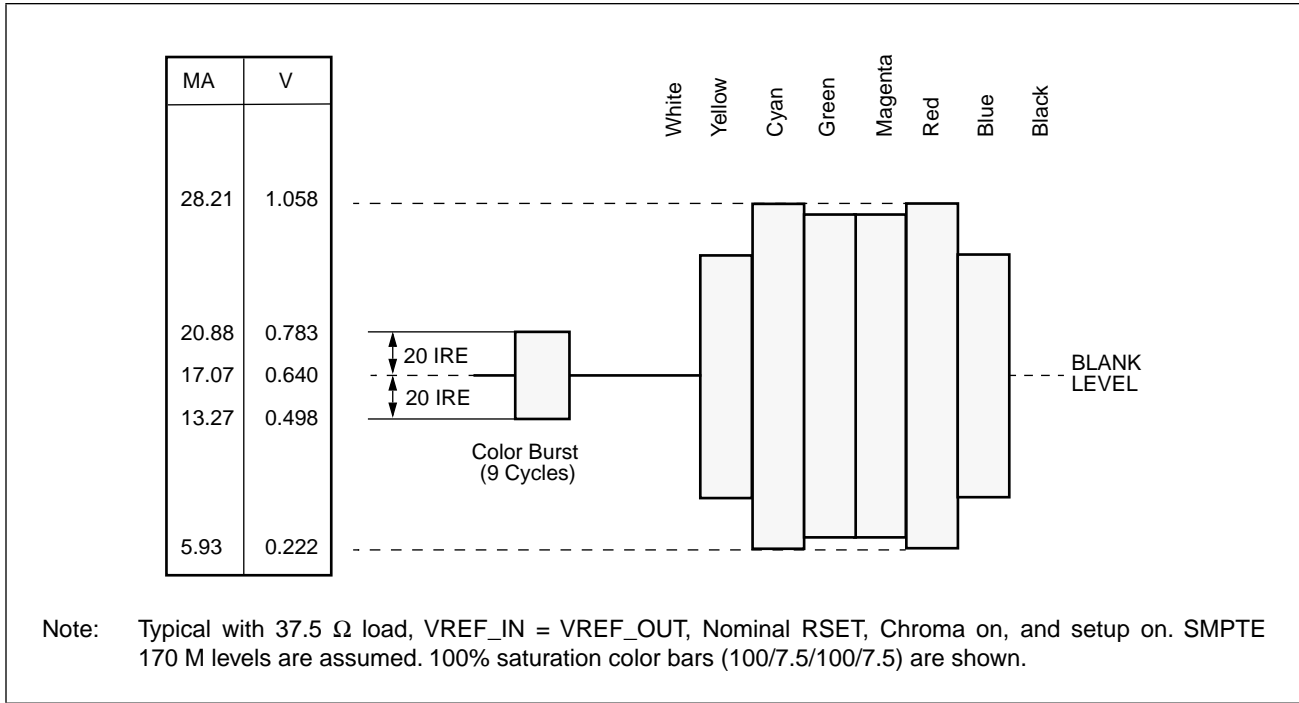 MA V
White
Yellow
Cyan
Green
Magenta
Red
Blue
Black
28.21 1.058
20.88 0.783
20 IRE
17.07 0.640
BLANK
LEVEL
20 IRE
13.27 0.498
Color Burst
(9 Cycles)
5.93 0.222
Note: Typical with 37.5 Ω load, VREF_IN = VREF_OUT, Nominal RSET, Chroma on, and setup on. SMPTE
170 M levels are assumed. 100% saturation color bars (100/7.5/100/7.5) are shown.